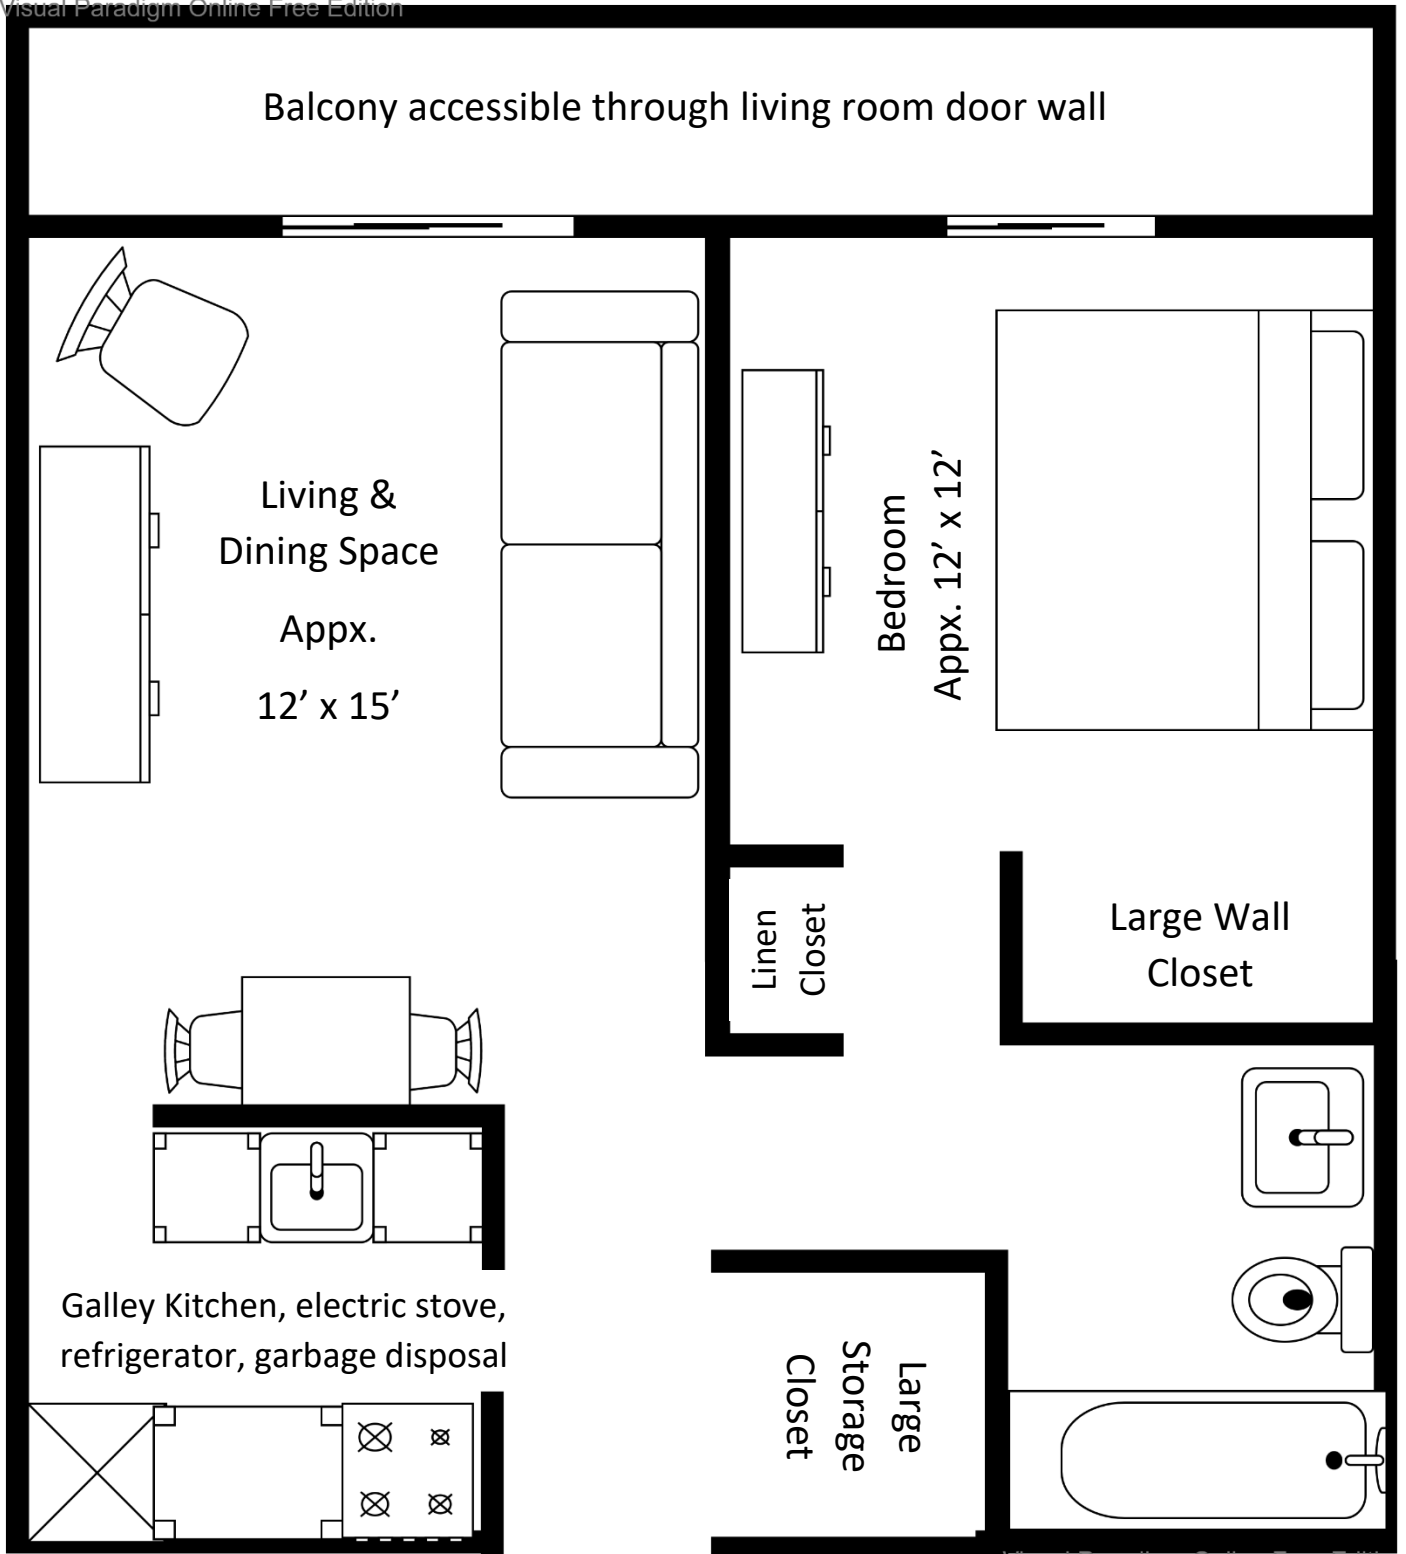 Visual Paradigm Online Free Edition
Balcony accessible through living room door wall
Living &
Dining Space
Appx.
12’ x 15’
Bedroom
Appx. 12’ x 12’
Linen
Closet
Large Wall
Closet
Galley Kitchen, electric stove,
refrigerator, garbage disposal
Large
Storage
Closet